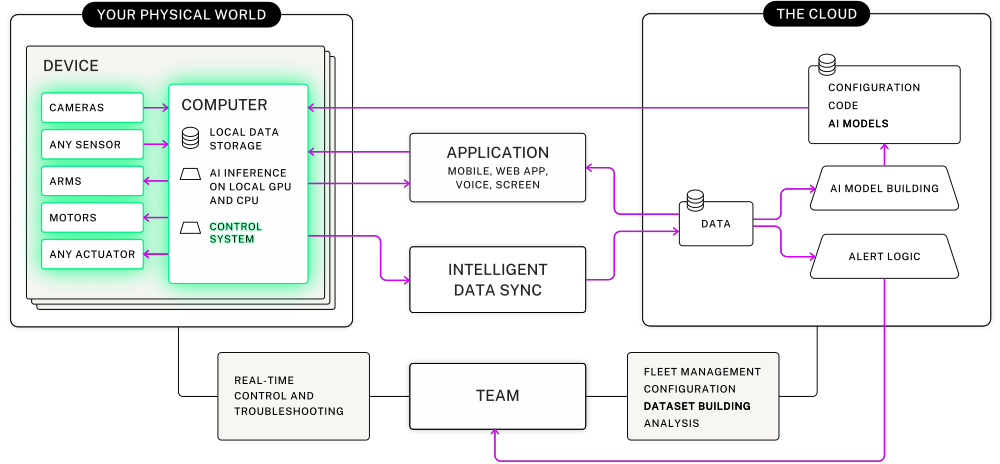 YOUR PHYSICAL WORLD
DEVICE
CAMERAS
ANY SENSOR
ARMS
MOTORS
ANY ACTUATOR
COMPUTER
LOCAL DATA
STORAGE
AI INFERENCE
ON LOCAL GPU
AND CPU
CONTROL
SYSTEM
APPLICATION
MOBILE, WEB APP,
VOICE, SCREEN
INTELLIGENT
DATA SYNC
THE CLOUD
CONFIGURATION
CODE
AI MODELS
AI MODEL BUILDING
DATA
ALERT LOGIC
REAL-TIME
CONTROL AND
TROUBLESHOOTING
TEAM
FLEET MANAGEMENT
CONFIGURATION
DATASET BUILDING
ANALYSIS